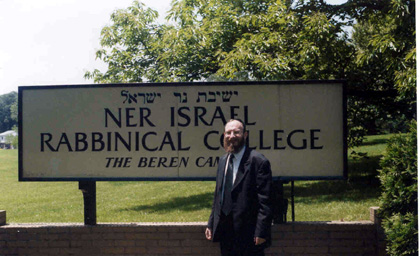 ישיבת נר ישראל
NER ISRAEL
RABBINICAL COLLEGE
THE BEREN